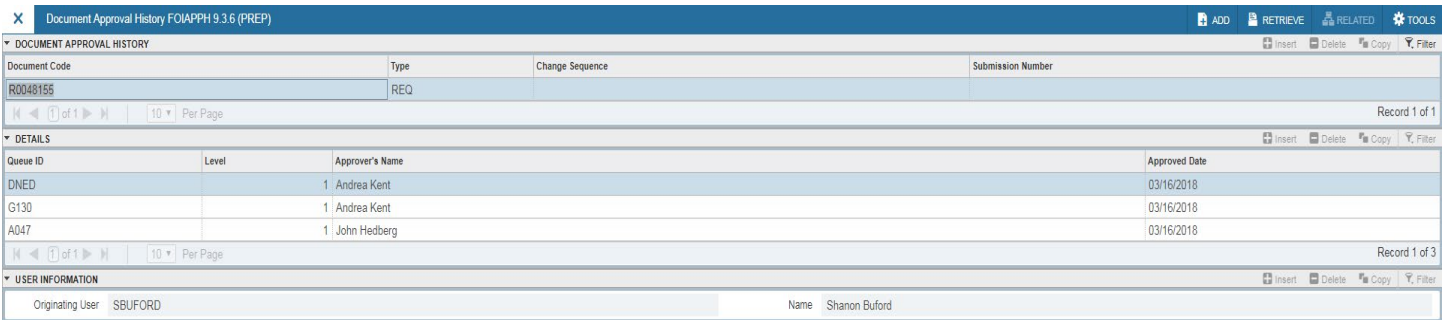 X Document Approval History FOIAPPH 9.3.6 (PREP) ADD RETRIEVE RELATED TOOLS
DOCUMENT APPROVAL HISTORY Insert Delete Copy Filter
Document Code Type Change Sequence Submission Number
R0048155 REQ
1 of 1 10 Per Page Record 1 of 1
DETAILS Insert Delete Copy Filter
Queue ID Level Approver's Name Approved Date
DNED 1 Andrea Kent 03/16/2018
G130 1 Andrea Kent 03/16/2018
A047 1 John Hedberg 03/16/2018
1 of 1 10 Per Page Record 1 of 3
USER INFORMATION Insert Delete Copy Filter
Originating User SBUFORD Name Shanon Buford